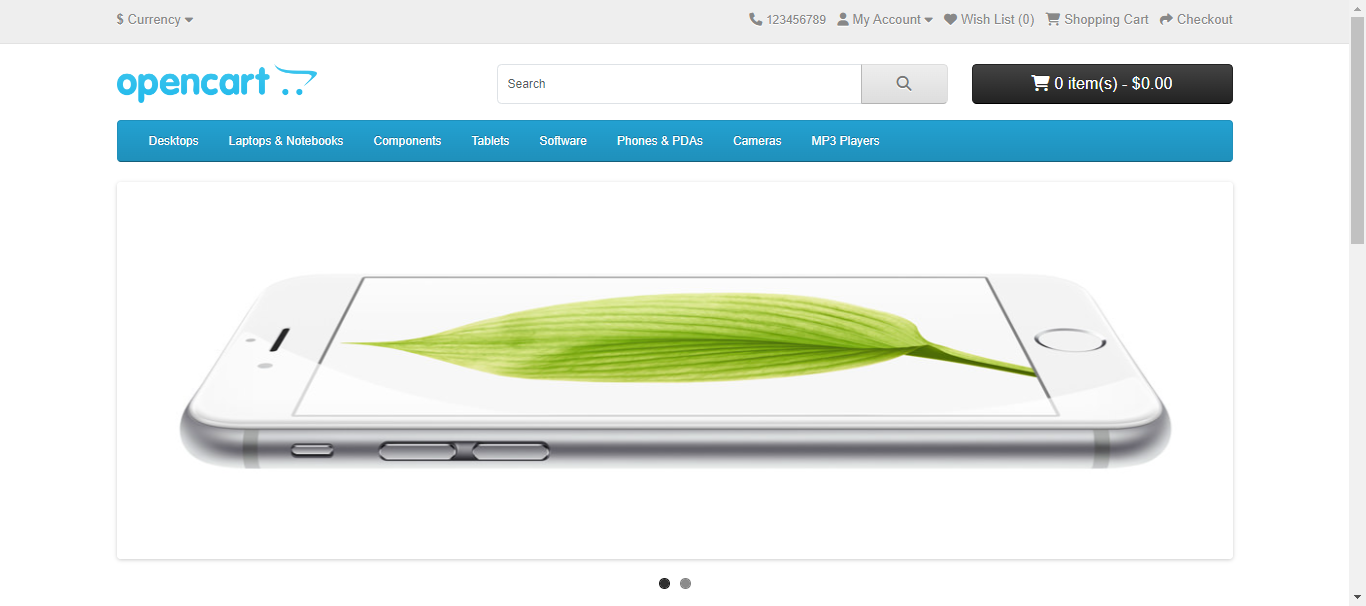 $ Currency
123456789 My Account Wish List (0) Shopping Cart Checkout
opencart
Search
0 item(s) - $0.00
Desktops Laptops & Notebooks Components Tablets Software Phones & PDAs Cameras MP3 Players